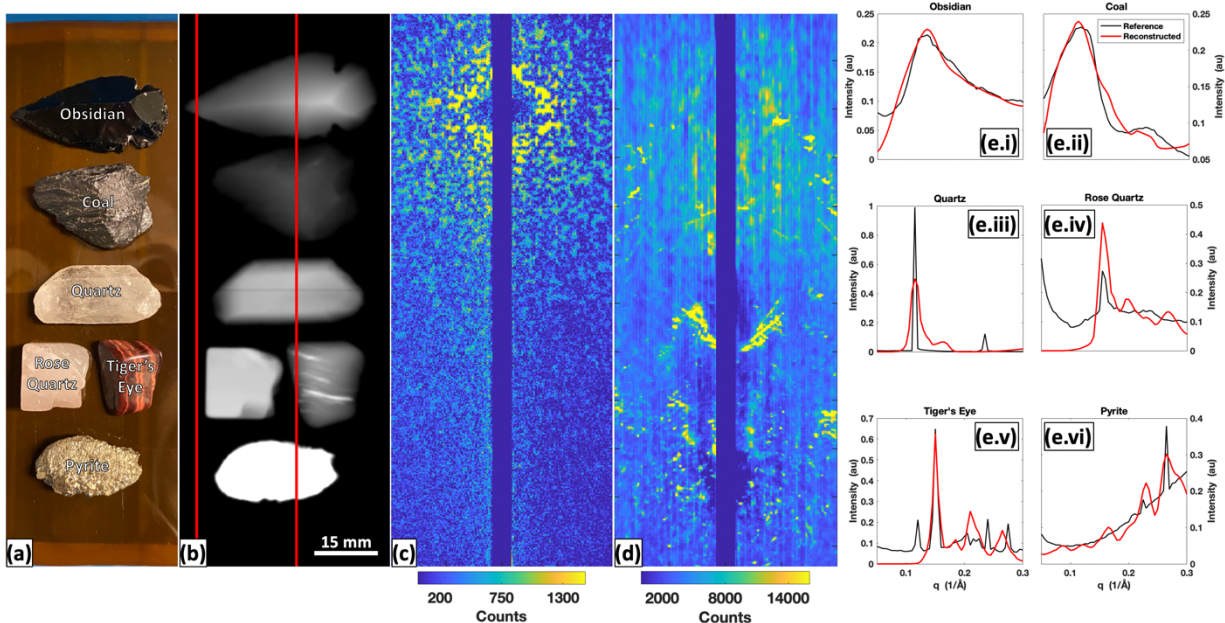 Obsidian
Coal
Quartz
Rose
Quartz
Tiger's
Eye
Pyrite
(a)
15 mm
(b)
(c)
200 750 1300
Counts
(d)
2000 8000 14000
Counts
Obsidian
0.25
0.2
0.15
0.1
0.05
0
Intensity (au)
(e.i)
Coal
Reference
Reconstructed
0.25
0.2
0.15
0.1
0.05
Intensity (au)
(e.ii)
Quartz
1
0.8
0.6
0.4
0.2
0
Intensity (au)
(e.iii)
Rose Quartz
0.5
0.4
0.3
0.2
0.1
0
Intensity (au)
(e.iv)
Tiger's Eye
0.7
0.6
0.5
0.4
0.3
0.2
0.1
0
Intensity (au)
(e.v)
0.1 0.2 0.3
q (1/Å)
Pyrite
0.4
0.3
0.2
0.1
0
Intensity (au)
(e.vi)
0.1 0.2 0.3
q (1/Å)